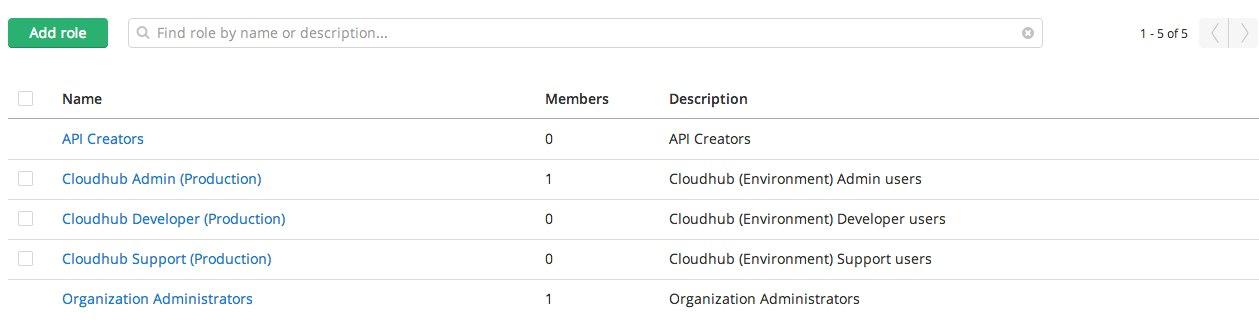 Add role Find role by name or description... 1 - 5 of 5
Name Members Description
API Creators 0 API Creators
Cloudhub Admin (Production) 1 Cloudhub (Environment) Admin users
Cloudhub Developer (Production) 0 Cloudhub (Environment) Developer users
Cloudhub Support (Production) 0 Cloudhub (Environment) Support users
Organization Administrators 1 Organization Administrators